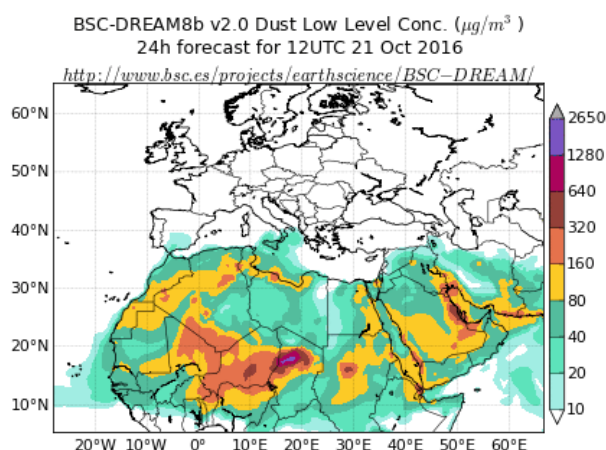 BSC-DREAM8b v2.0 Dust Low Level Conc. (μg/m³ )
24h forecast for 12UTC 21 Oct 2016
http://www.bsc.es/projects/earthscience/BSC−DREAM/
60°N
50°N
40°N
30°N
20°N
10°N
20°W 10°W 0° 10°E 20°E 30°E 40°E 50°E 60°E
2650
1280
640
320
160
80
40
20
10